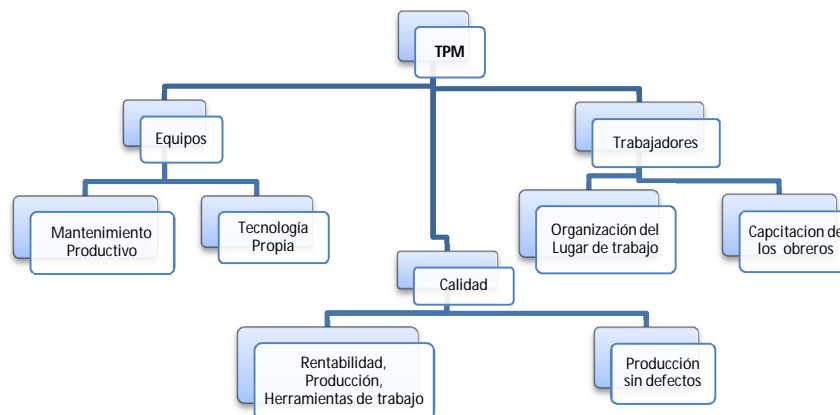 TPM
Equipos
Trabajadores
Mantenimiento
Productivo
Tecnología
Propia
Organización del
Lugar de trabajo
Capcitacion de
los obreros
Calidad
Rentabilidad,
Producción,
Herramientas de trabajo
Producción
sin defectos